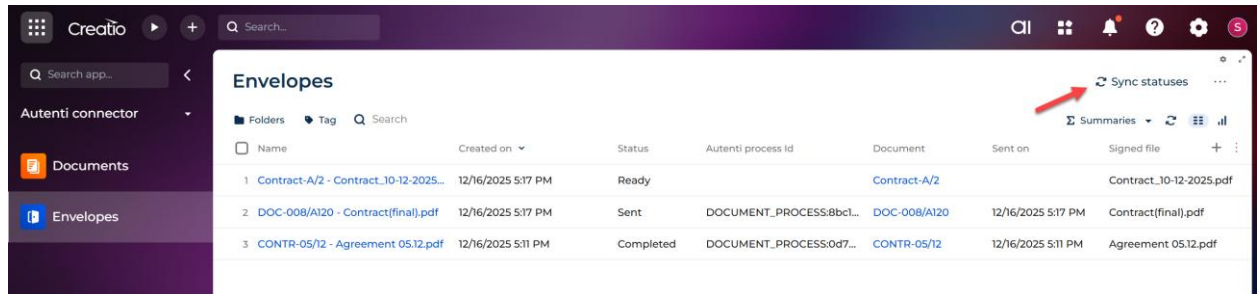 Creatio Search... aı S
Search app...
Envelopes Sync statuses
Autenti connector
Folders Tag Search Σ Summaries
Name Created on Status Autenti process Id Document Sent on Signed file
Documents
1 Contract-A/2 - Contract_10-12-2025... 12/16/2025 5:17 PM Ready Contract-A/2 Contract_10-12-2025.pdf
Envelopes
2 DOC-008/A120 - Contract(final).pdf 12/16/2025 5:17 PM Sent DOCUMENT_PROCESS:8bc1... DOC-008/A120 12/16/2025 5:17 PM Contract(final).pdf
3 CONTR-05/12 - Agreement 05.12.pdf 12/16/2025 5:11 PM Completed DOCUMENT_PROCESS:0d7... CONTR-05/12 12/16/2025 5:11 PM Agreement 05.12.pdf